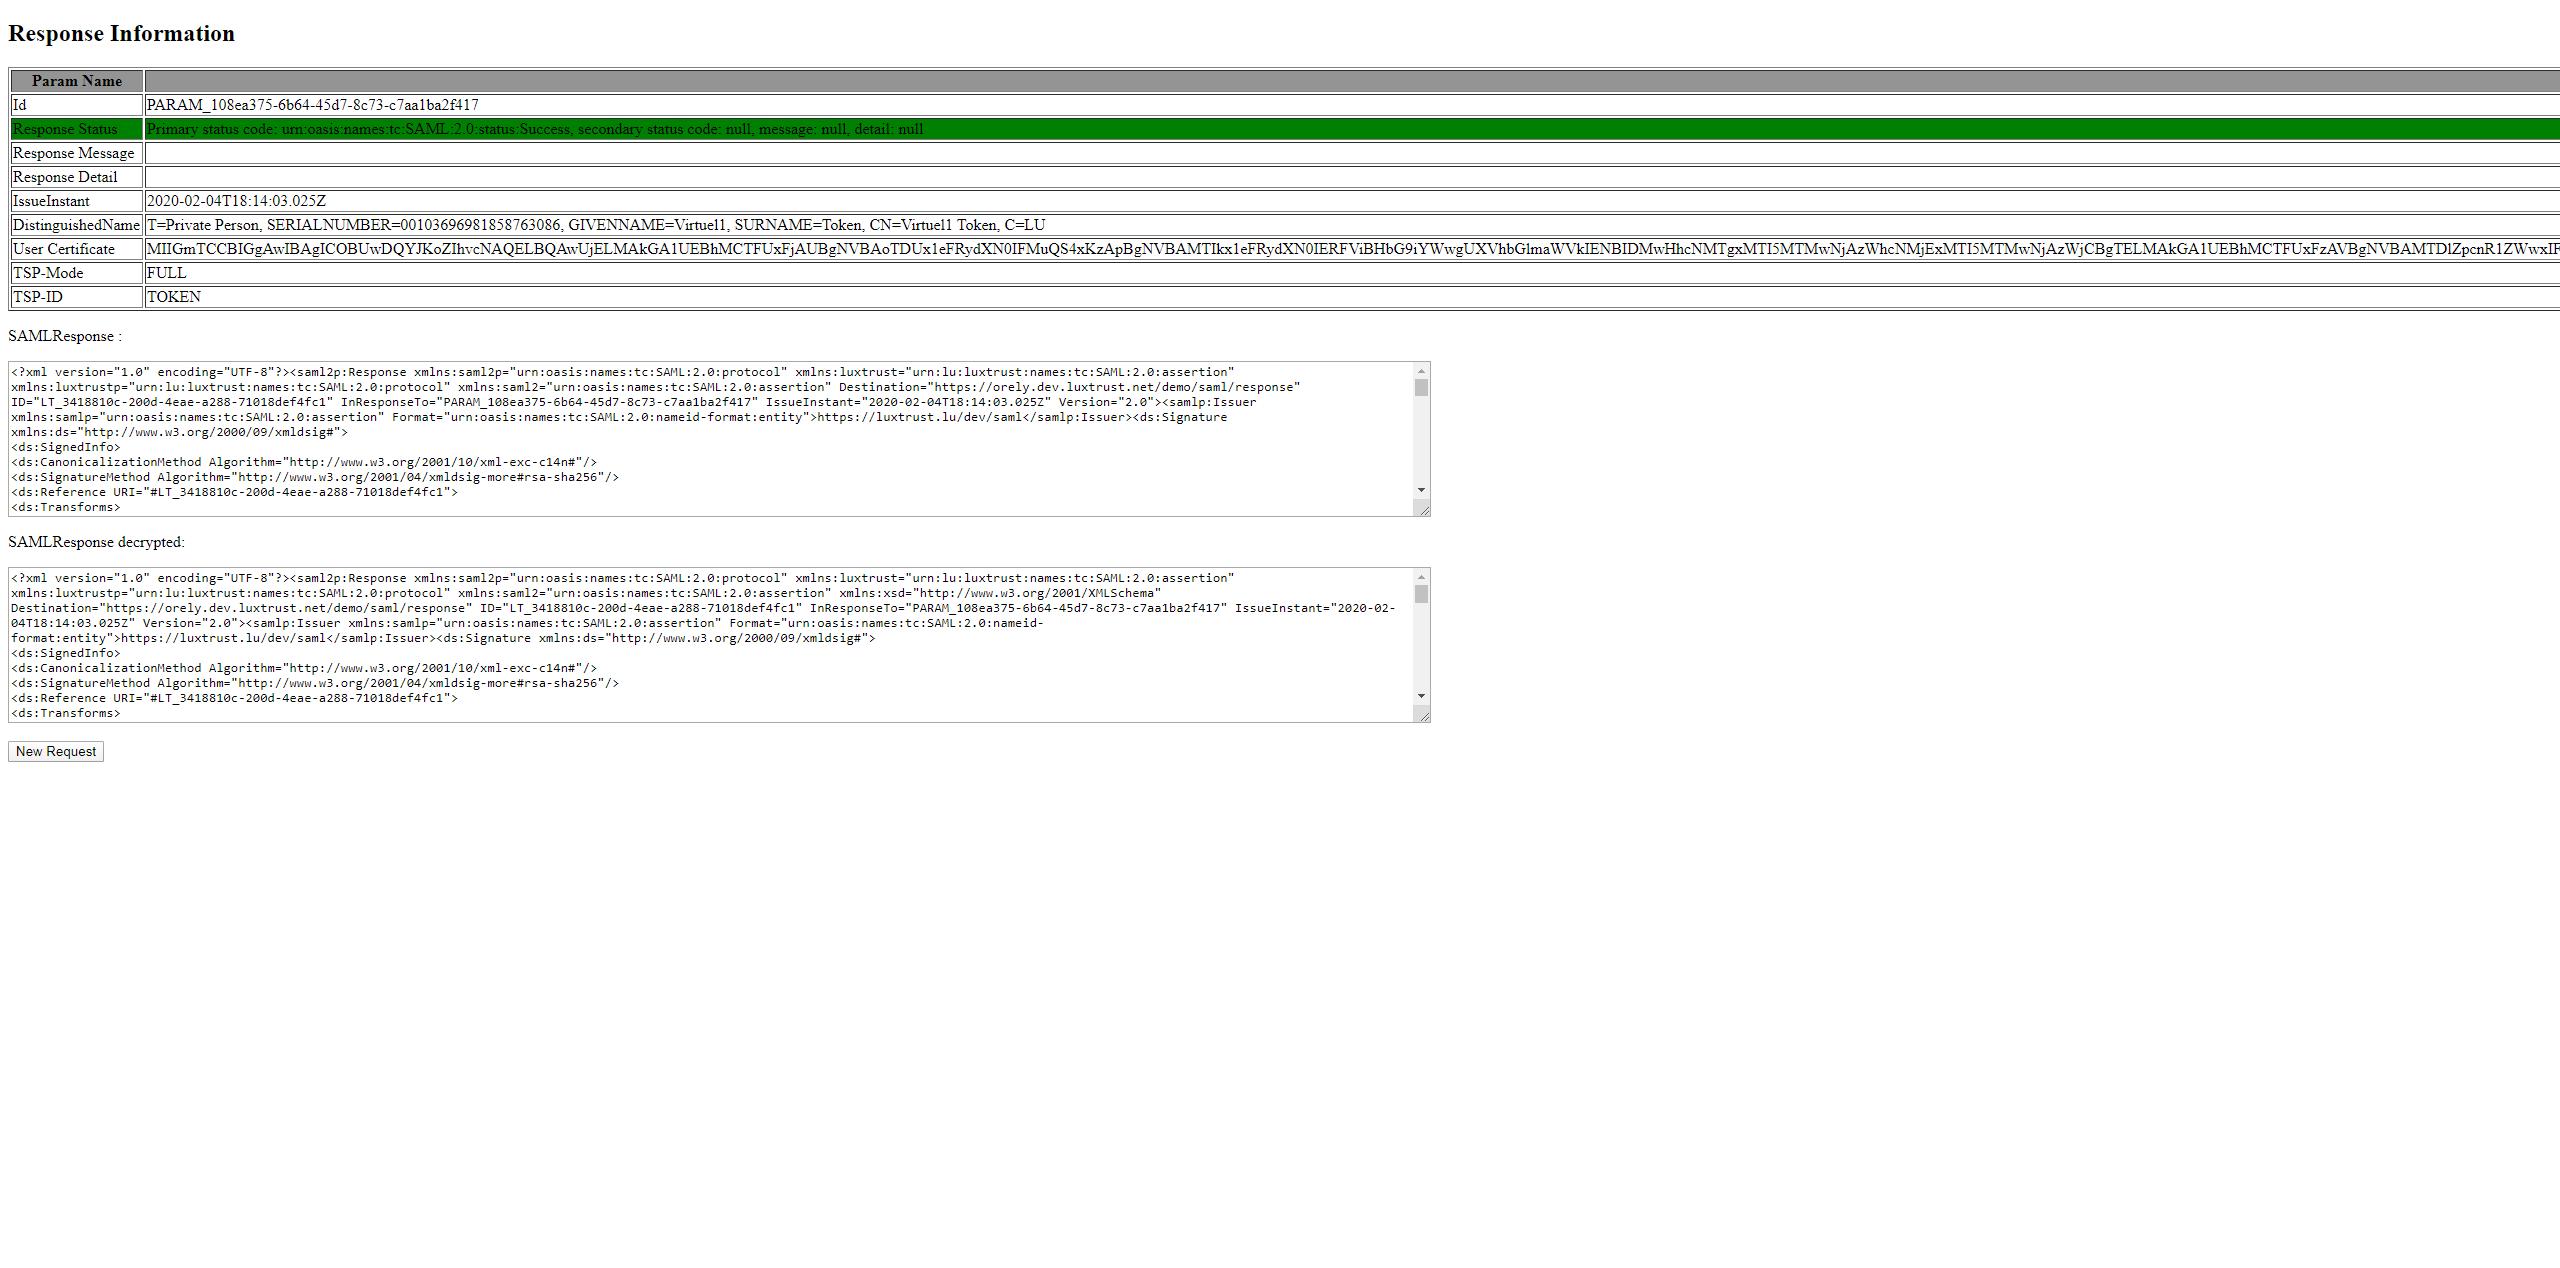 Response Information
Param Name
Id PARAM_108ea375-6b64-45d7-8c73-c7aa1ba2f417
Response Status Primary status code: urn:oasis:names:tc:SAML:2.0:status:Success, secondary status code: null, message: null, detail: null
Response Message
Response Detail
IssueInstant 2020-02-04T18:14:03.025Z
DistinguishedName T=Private Person, SERIALNUMBER=00103696981858763086, GIVENNAME=Virtuel1, SURNAME=Token, CN=Virtuel1 Token, C=LU
User Certificate MIIGmTCCBIGgAwIBAgICOBUwDQYJKoZIhvcNAQELBQAwUjELMAkGA1UEBhMCTFUxFjAUBgNVBAoTDUx1eFRydXN0IFMuQS4xKzApBgNVBAMTIkx1eFRydXN0IERFViBHbG9iYWwgUXVhbGlmaWVkIENBIDMwHhcNMTgxMTI5MTMwNjAzWhcNMjExMTI5MTMwNjAzWjCBgTELMAkGA1UEBhMCTFUxFzAVBgNVBAMTDlZpcnR1ZWwxIF
TSP-Mode FULL
TSP-ID TOKEN
SAMLResponse :
<?xml version="1.0" encoding="UTF-8"?><saml2p:Response xmlns:saml2p="urn:oasis:names:tc:SAML:2.0:protocol" xmlns:luxtrust="urn:lu:luxtrust:names:tc:SAML:2.0:assertion"
xmlns:luxtrustp="urn:lu:luxtrust:names:tc:SAML:2.0:protocol" xmlns:saml2="urn:oasis:names:tc:SAML:2.0:assertion" Destination="https://orely.dev.luxtrust.net/demo/saml/response"
ID="LT_3418810c-200d-4eae-a288-71018def4fc1" InResponseTo="PARAM_108ea375-6b64-45d7-8c73-c7aa1ba2f417" IssueInstant="2020-02-04T18:14:03.025Z" Version="2.0"><samlp:Issuer
xmlns:samlp="urn:oasis:names:tc:SAML:2.0:assertion" Format="urn:oasis:names:tc:SAML:2.0:nameid-format:entity">https://luxtrust.lu/dev/saml</samlp:Issuer><ds:Signature
xmlns:ds="http://www.w3.org/2000/09/xmldsig#">
<ds:SignedInfo>
<ds:CanonicalizationMethod Algorithm="http://www.w3.org/2001/10/xml-exc-c14n#"/>
<ds:SignatureMethod Algorithm="http://www.w3.org/2001/04/xmldsig-more#rsa-sha256"/>
<ds:Reference URI="#LT_3418810c-200d-4eae-a288-71018def4fc1">
<ds:Transforms>
SAMLResponse decrypted:
<?xml version="1.0" encoding="UTF-8"?><saml2p:Response xmlns:saml2p="urn:oasis:names:tc:SAML:2.0:protocol" xmlns:luxtrust="urn:lu:luxtrust:names:tc:SAML:2.0:assertion"
xmlns:luxtrustp="urn:lu:luxtrust:names:tc:SAML:2.0:protocol" xmlns:saml2="urn:oasis:names:tc:SAML:2.0:assertion" xmlns:xsd="http://www.w3.org/2001/XMLSchema"
Destination="https://orely.dev.luxtrust.net/demo/saml/response" ID="LT_3418810c-200d-4eae-a288-71018def4fc1" InResponseTo="PARAM_108ea375-6b64-45d7-8c73-c7aa1ba2f417" IssueInstant="2020-02-
04T18:14:03.025Z" Version="2.0"><samlp:Issuer xmlns:samlp="urn:oasis:names:tc:SAML:2.0:assertion" Format="urn:oasis:names:tc:SAML:2.0:nameid-
format:entity">https://luxtrust.lu/dev/saml</samlp:Issuer><ds:Signature xmlns:ds="http://www.w3.org/2000/09/xmldsig#">
<ds:SignedInfo>
<ds:CanonicalizationMethod Algorithm="http://www.w3.org/2001/10/xml-exc-c14n#"/>
<ds:SignatureMethod Algorithm="http://www.w3.org/2001/04/xmldsig-more#rsa-sha256"/>
<ds:Reference URI="#LT_3418810c-200d-4eae-a288-71018def4fc1">
<ds:Transforms>
New Request